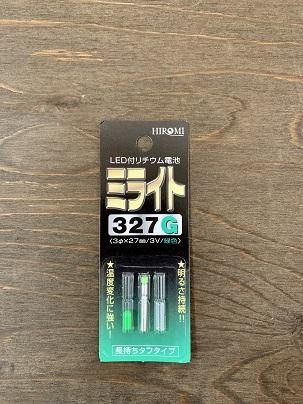 HIROMI
LED付リチウム電池
ミライト
327G
(3φ×27mm/3V/緑色)
★明るさ持続!!
★温度変化に強い!
長持ちタフタイプ